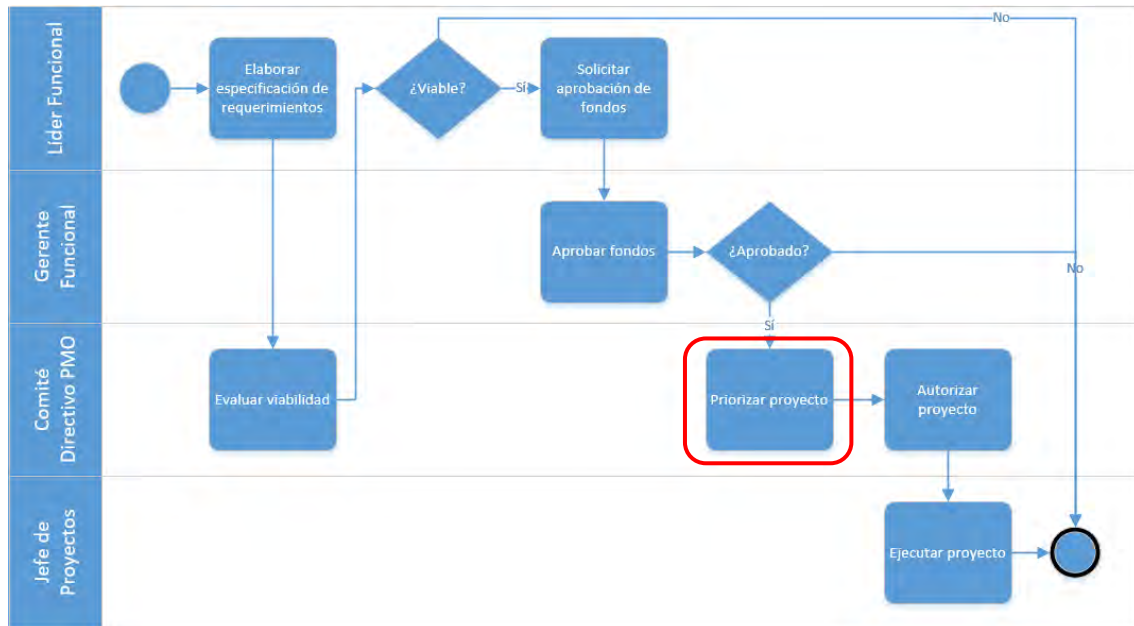 Líder Funcional
Elaborar
especificación de
requerimientos
¿Viable?
Sí
Solicitar
aprobación de
fondos
No
Gerente
Funcional
Aprobar fondos
¿Aprobado?
No
Sí
Comité
Directivo PMO
Evaluar viabilidad
Priorizar proyecto
Autorizar
proyecto
Jefe de
Proyectos
Ejecutar proyecto